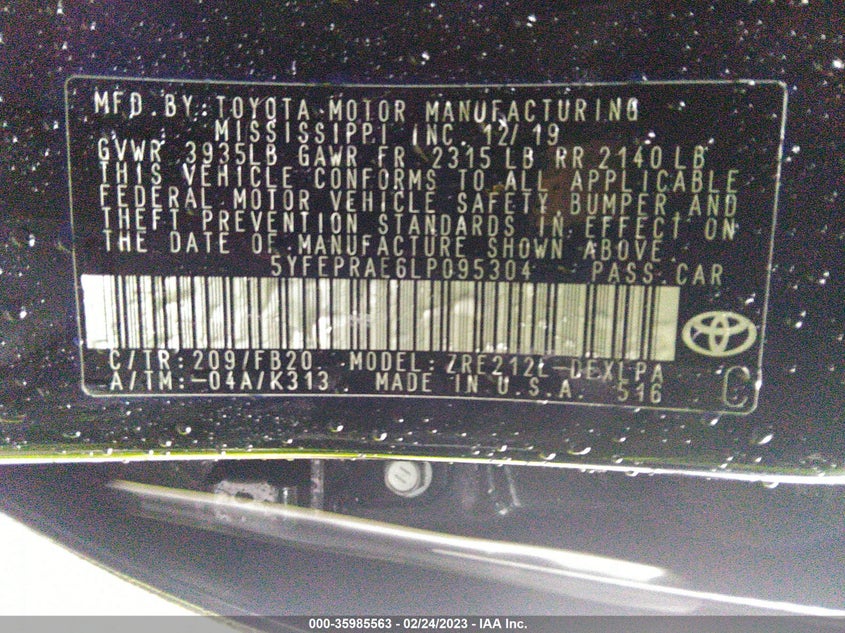 MFD. BY: TOYOTA MOTOR MANUFACTURING
MISSISSIPPI INC. 12/19
GVWR 3935LB GAWR FR 2315 LB RR 2140 LB
THIS VEHICLE CONFORMS TO ALL APPLICABLE
FEDERAL MOTOR VEHICLE SAFETY, BUMPER, AND
THEFT PREVENTION STANDARDS IN EFFECT ON
THE DATE OF MANUFACTURE SHOWN ABOVE.
5YFEPRAE6LP095304 PASS.CAR
C/TR: 209/FB20 MODEL: ZRE212L-DEXLPA
A/TM: -04A/K313 MADE IN U.S.A. 516
C
000-35985563 - 02/24/2023 - IAA Inc.